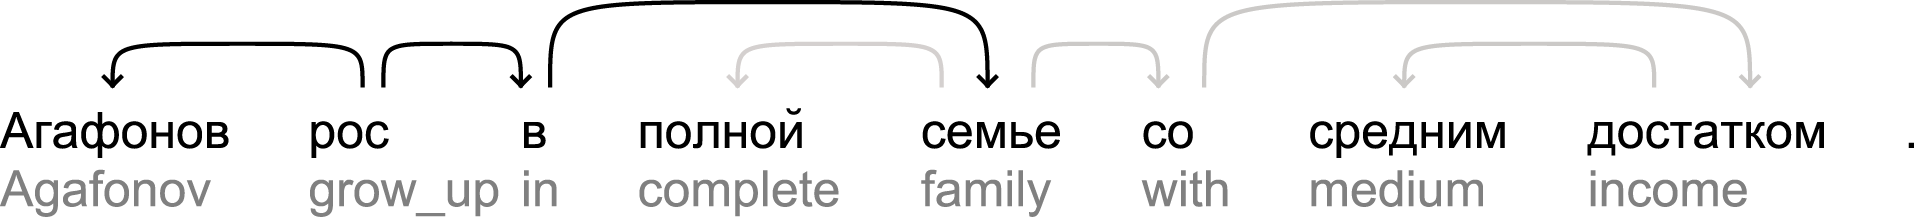 Агафонов рос в полной семье со средним достатком .
Agafonov grow_up in complete family with medium income